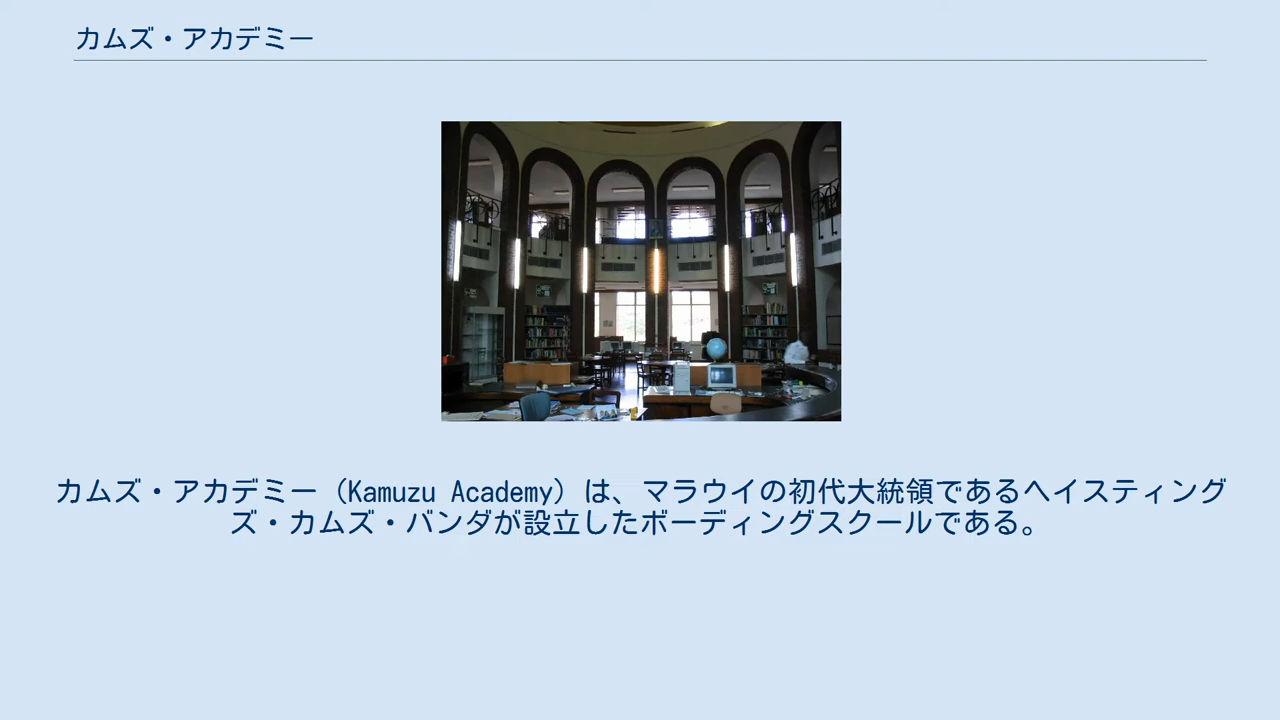 カムズ・アカデミー
カムズ・アカデミー（Kamuzu Academy）は、マラウイの初代大統領であるヘイスティング
ズ・カムズ・バンダが設立したボーディングスクールである。